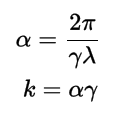 α = 2π / γλ
k = αγ